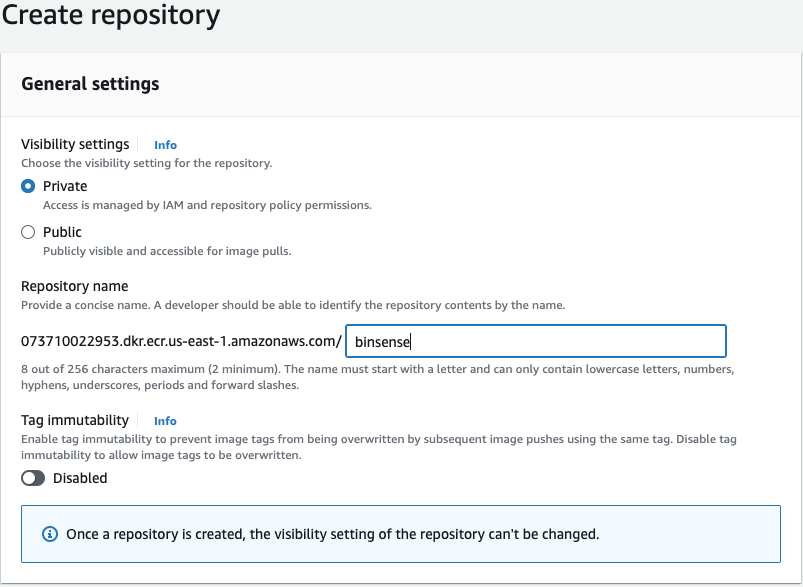 Create repository
General settings
Visibility settings Info
Choose the visibility setting for the repository.
Private
Access is managed by IAM and repository policy permissions.
Public
Publicly visible and accessible for image pulls.
Repository name
Provide a concise name. A developer should be able to identify the repository contents by the name.
073710022953.dkr.ecr.us-east-1.amazonaws.com/ binsense
8 out of 256 characters maximum (2 minimum). The name must start with a letter and can only contain lowercase letters, numbers,
hyphens, underscores, periods and forward slashes.
Tag immutability Info
Enable tag immutability to prevent image tags from being overwritten by subsequent image pushes using the same tag. Disable tag
immutability to allow image tags to be overwritten.
Disabled
Once a repository is created, the visibility setting of the repository can't be changed.